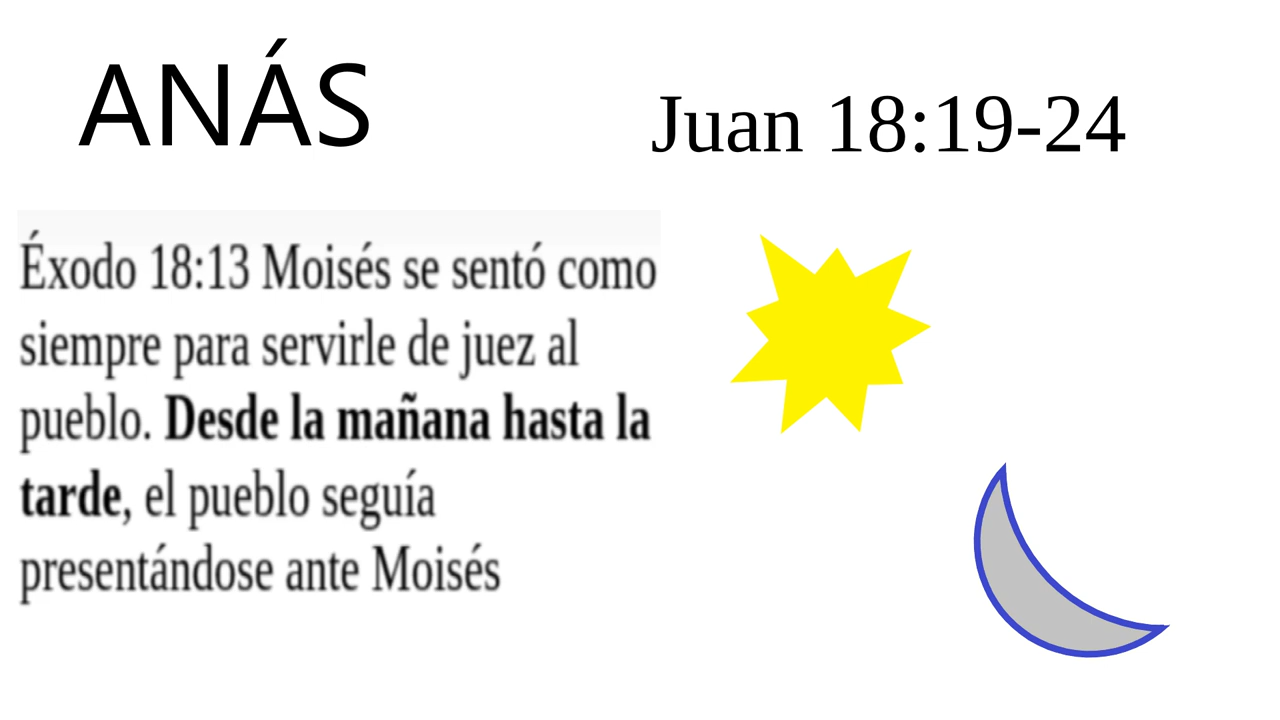 ANÁS
Juan 18:19-24
Éxodo 18:13 Moisés se sentó como
siempre para servirle de juez al
pueblo. Desde la mañana hasta la
tarde, el pueblo seguía
presentándose ante Moisés